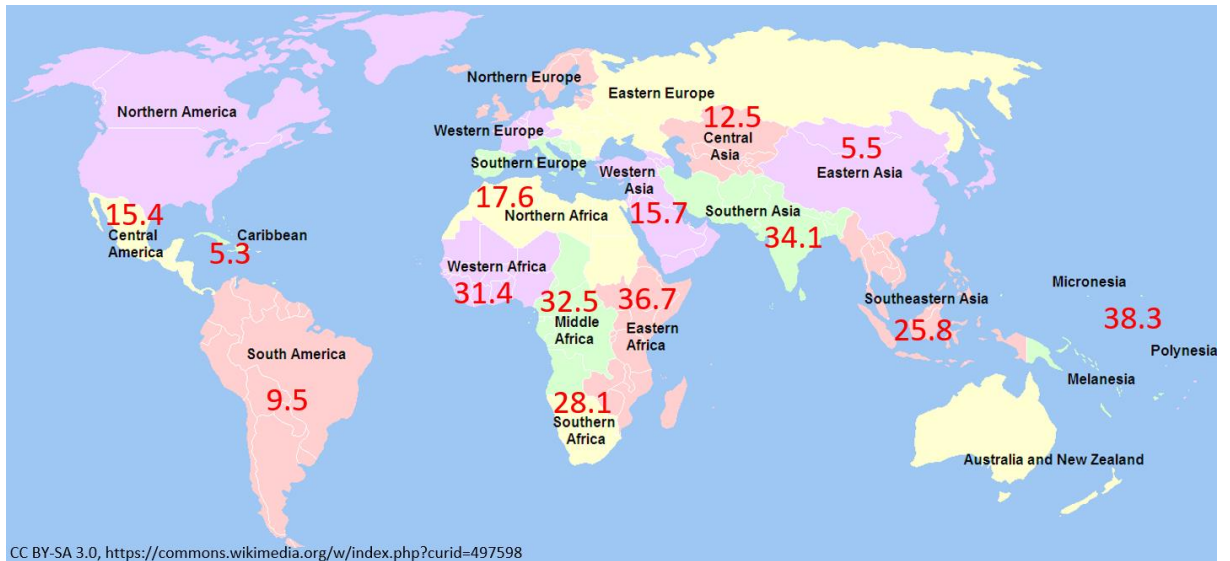 Northern Europe
Eastern Europe
Northern America
12.5
Western Europe
Central
Asia
5.5
Southern Europe
Western
Asia
Eastern Asia
17.6
15.4
Northern Africa
15.7
Southern Asia
Central
America
Caribbean
5.3
34.1
Western Africa
31.4
32.5
36.7
Middle
Africa
Eastern
Africa
Southeastern Asia
25.8
Micronesia
38.3
Polynesia
Melanesia
South America
9.5
28.1
Southern
Africa
Australia and New Zealand
CC BY-SA 3.0, https://commons.wikimedia.org/w/index.php?curid=497598